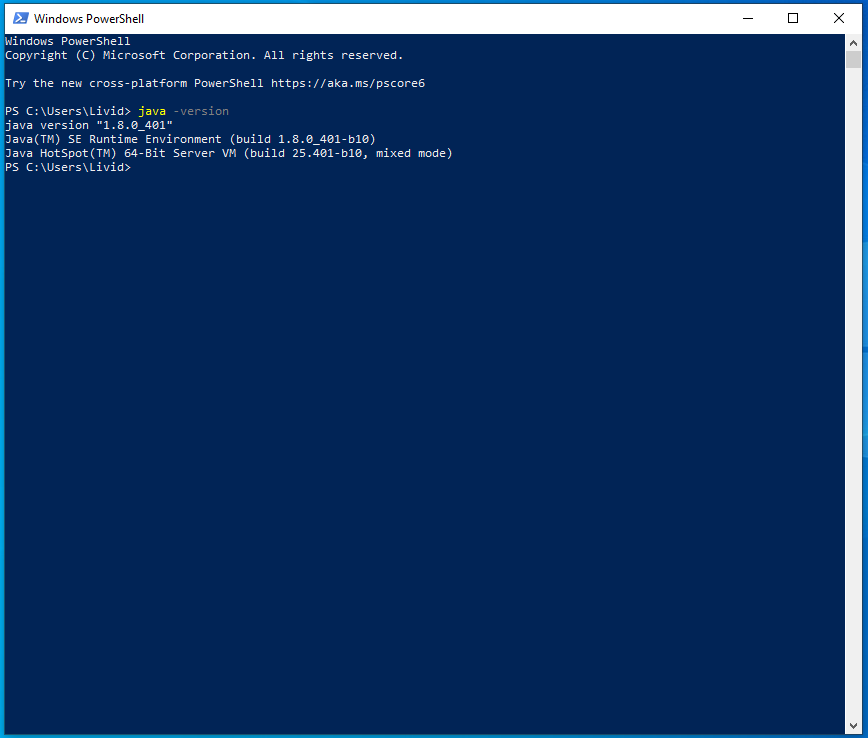 Windows PowerShell
Windows PowerShell
Copyright (C) Microsoft Corporation. All rights reserved.
Try the new cross-platform PowerShell https://aka.ms/pscore6
PS C:\Users\Livid> java -version
java version "1.8.0_401"
Java(TM) SE Runtime Environment (build 1.8.0_401-b10)
Java HotSpot(TM) 64-Bit Server VM (build 25.401-b10, mixed mode)
PS C:\Users\Livid>